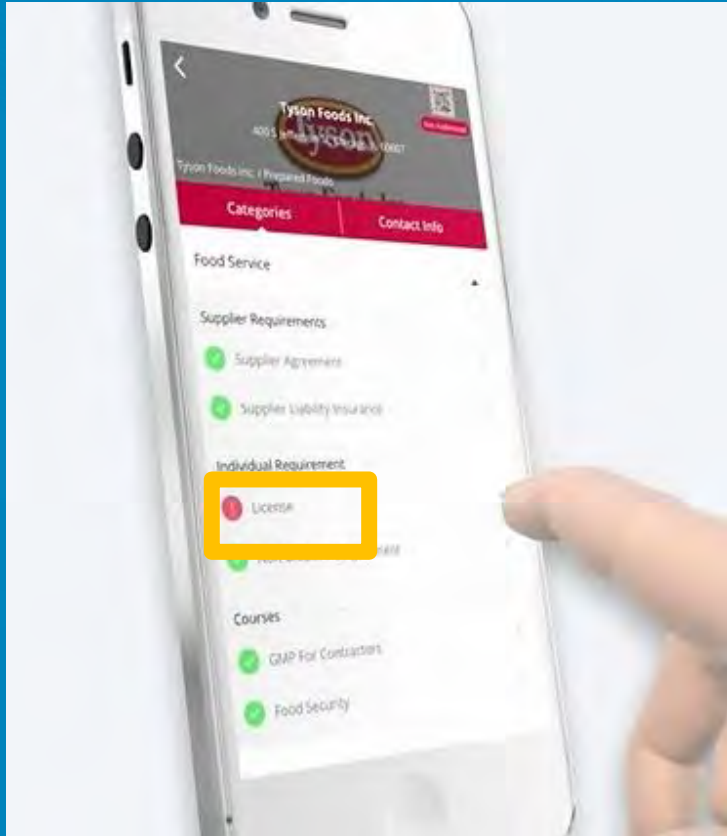 Tyson Foods Inc.
Tyson
Tyson Foods Inc. / Prepared Foods
Categories
Contact Info
Food Service
Supplier Requirements
Supplier Agreement
Supplier Liability Insurance
Individual Requirement
License
Courses
GMP For Contractors
Food Security